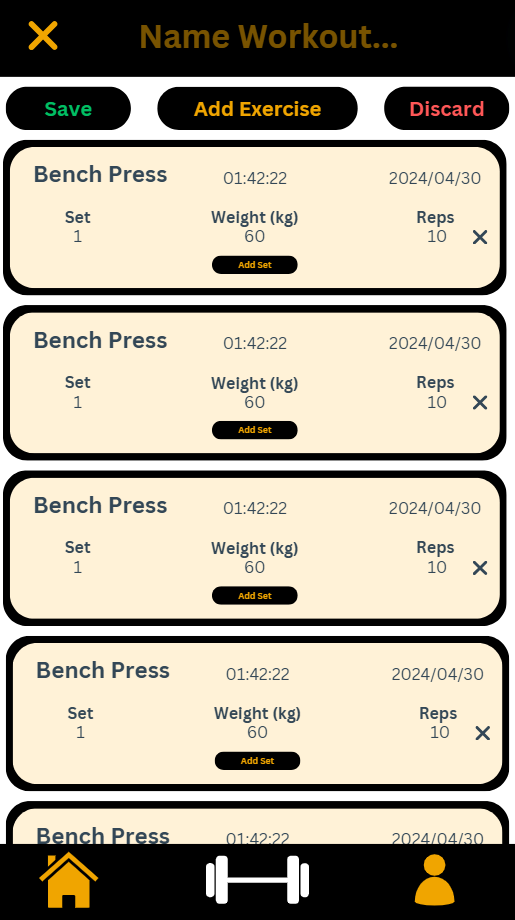 Name Workout...
Save Add Exercise Discard
Bench Press 01:42:22 2024/04/30
Set Weight (kg) Reps
1 60 10
Add Set
Bench Press 01:42:22 2024/04/30
Set Weight (kg) Reps
1 60 10
Add Set
Bench Press 01:42:22 2024/04/30
Set Weight (kg) Reps
1 60 10
Add Set
Bench Press 01:42:22 2024/04/30
Set Weight (kg) Reps
1 60 10
Add Set
Bench Press 01:42:22 2024/04/30